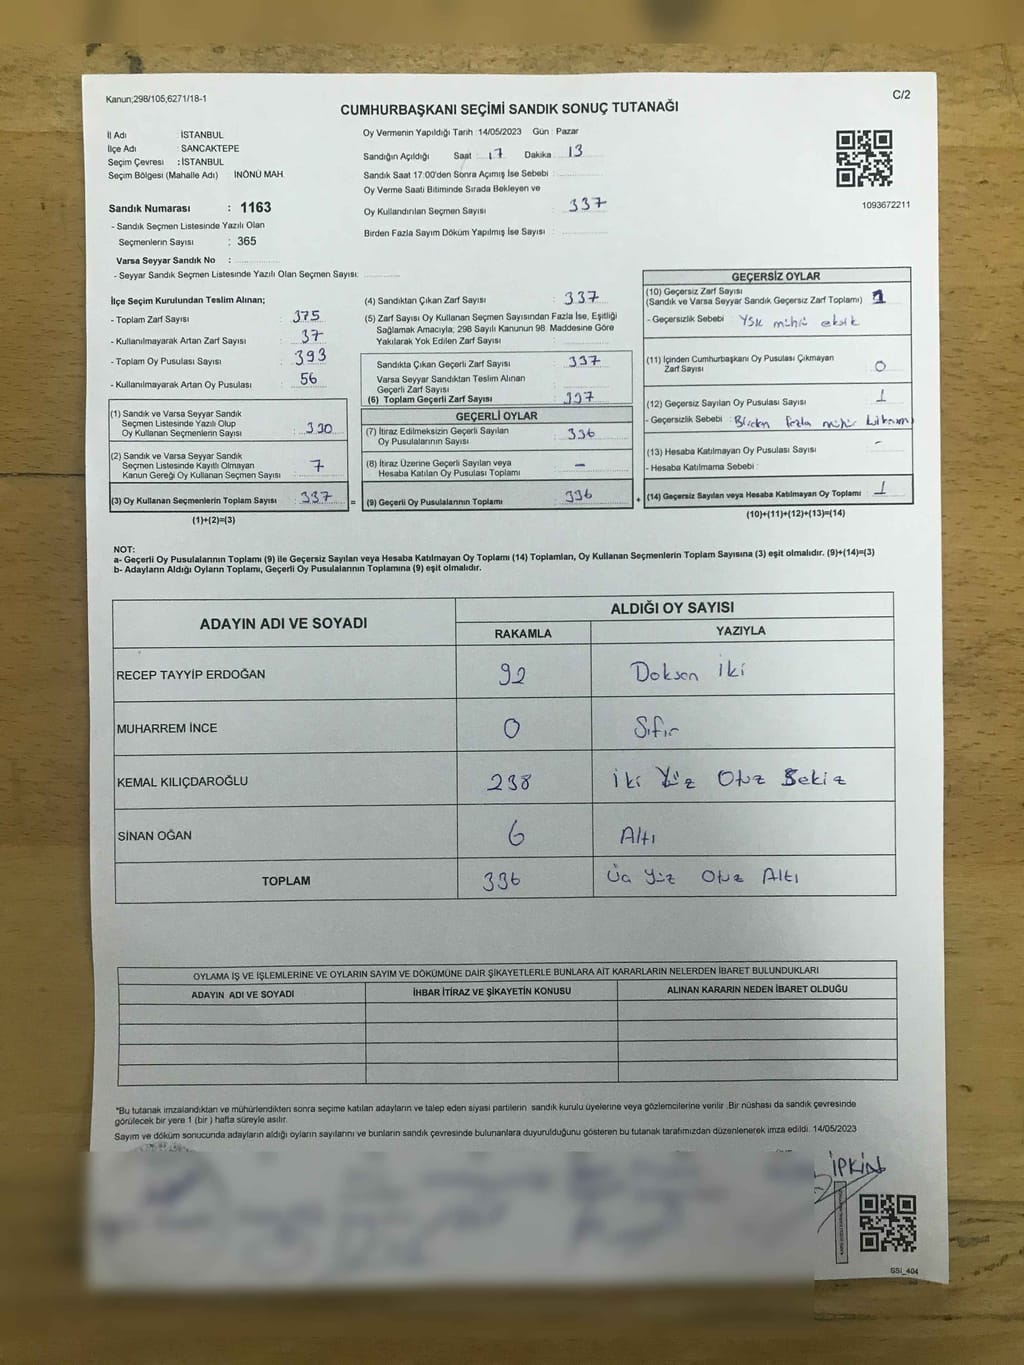 Kanun;298/105,6271/18-1
C/2
CUMHURBAŞKANI SEÇİMİ SANDIK SONUÇ TUTANAĞI
İl Adı : İSTANBUL
İlçe Adı : SANCAKTEPE
Seçim Çevresi : İSTANBUL
Seçim Bölgesi (Mahalle Adı) İNÖNÜ MAH.
Sandık Numarası : 1163
- Sandık Seçmen Listesinde Yazılı Olan
Seçmenlerin Sayısı : 365
Varsa Seyyar Sandık No :
- Seyyar Sandık Seçmen Listesinde Yazılı Olan Seçmen Sayısı:
Oy Vermenin Yapıldığı Tarih : 14/05/2023 Gün : Pazar
Sandığın Açıldığı Saat : 17 Dakika : 13
Sandık Saat 17:00'den Sonra Açımış İse Sebebi :
Oy Verme Saati Bitiminde Sırada Bekleyen ve
Oy Kullandırılan Seçmen Sayısı : 337
Birden Fazla Sayım Döküm Yapılmış İse Sayısı :
1093672211
İlçe Seçim Kurulundan Teslim Alınan;
- Toplam Zarf Sayısı : 375
- Kullanılmayarak Artan Zarf Sayısı : 37
- Toplam Oy Pusulası Sayısı : 393
- Kullanılmayarak Artan Oy Pusulası : 56
(1) Sandık ve Varsa Seyyar Sandık
Seçmen Listesinde Yazılı Olup
Oy Kullanan Seçmenlerin Sayısı : 330
(2) Sandık ve Varsa Seyyar Sandık
Seçmen Listesinde Kayıtlı Olmayan
Kanun Gereği Oy Kullanan Seçmen Sayısı : 7
(3) Oy Kullanan Seçmenlerin Toplam Sayısı : 337
(1)+(2)=(3)
(4) Sandıktan Çıkan Zarf Sayısı : 337
(5) Zarf Sayısı Oy Kullanan Seçmen Sayısından Fazla İse, Eşitliği
Sağlamak Amacıyla; 298 Sayılı Kanunun 98. Maddesine Göre
Yakılarak Yok Edilen Zarf Sayısı :
Sandıkta Çıkan Geçerli Zarf Sayısı : 337
Varsa Seyyar Sandıktan Teslim Alınan
Geçerli Zarf Sayısı :
(6) Toplam Geçerli Zarf Sayısı : 337
GEÇERLİ OYLAR
(7) İtiraz Edilmeksizin Geçerli Sayılan
Oy Pusulalarının Sayısı : 336
(8) İtiraz Üzerine Geçerli Sayılan veya
Hesaba Katılan Oy Pusulası Toplamı : -
= (9) Geçerli Oy Pusulalarının Toplamı : 336
GEÇERSİZ OYLAR
(10) Geçersiz Zarf Sayısı
(Sandık ve Varsa Seyyar Sandık Geçersiz Zarf Toplamı) : 1
- Geçersizlik Sebebi : YSK mührü eksik
(11) İçinden Cumhurbaşkanı Oy Pusulası Çıkmayan
Zarf Sayısı : 0
(12) Geçersiz Sayılan Oy Pusulası Sayısı : 1
- Geçersizlik Sebebi : Birden fazla mühür
(13) Hesaba Katılmayan Oy Pusulası Sayısı : -
- Hesaba Katılmama Sebebi :
+ (14) Geçersiz Sayılan veya Hesaba Katılmayan Oy Toplamı : 1
(10)+(11)+(12)+(13)=(14)
NOT:
a- Geçerli Oy Pusulalarının Toplamı (9) ile Geçersiz Sayılan veya Hesaba Katılmayan Oy Toplamı (14) Toplamları, Oy Kullanan Seçmenlerin Toplam Sayısına (3) eşit olmalıdır. (9)+(14)=(3)
b- Adayların Aldığı Oyların Toplamı, Geçerli Oy Pusulalarının Toplamına (9) eşit olmalıdır.
ADAYIN ADI VE SOYADI
ALDIĞI OY SAYISI
RAKAMLA YAZIYLA
RECEP TAYYİP ERDOĞAN 92 Doksan İki
MUHARREM İNCE 0 Sıfır
KEMAL KILIÇDAROĞLU 238 İki Yüz Otuz Sekiz
SİNAN OĞAN 6 Altı
TOPLAM 336 Üç Yüz Otuz Altı
OYLAMA İŞ VE İŞLEMLERİNE VE OYLARIN SAYIM VE DÖKÜMÜNE DAİR ŞİKAYETLERLE BUNLARA AİT KARARLARIN NELERDEN İBARET BULUNDUKLARI
ADAYIN ADI VE SOYADI İHBAR İTİRAZ VE ŞİKAYETİN KONUSU ALINAN KARARIN NEDEN İBARET OLDUĞU
*Bu tutanak imzalandıktan ve mühürlendikten sonra seçime katılan adayların ve talep eden siyasi partilerin sandık kurulu üyelerine veya gözlemcilerine verilir .Bir nüshası da sandık çevresinde
görülecek bir yere 1 (bir ) hafta süreyle asılır.
Sayım ve döküm sonucunda adayların aldığı oyların sayılarını ve bunların sandık çevresinde bulunanlara duyurulduğunu gösteren bu tutanak tarafımızdan düzenlenerek imza edildi. 14/05/2023
İPKİN
SSİ_404